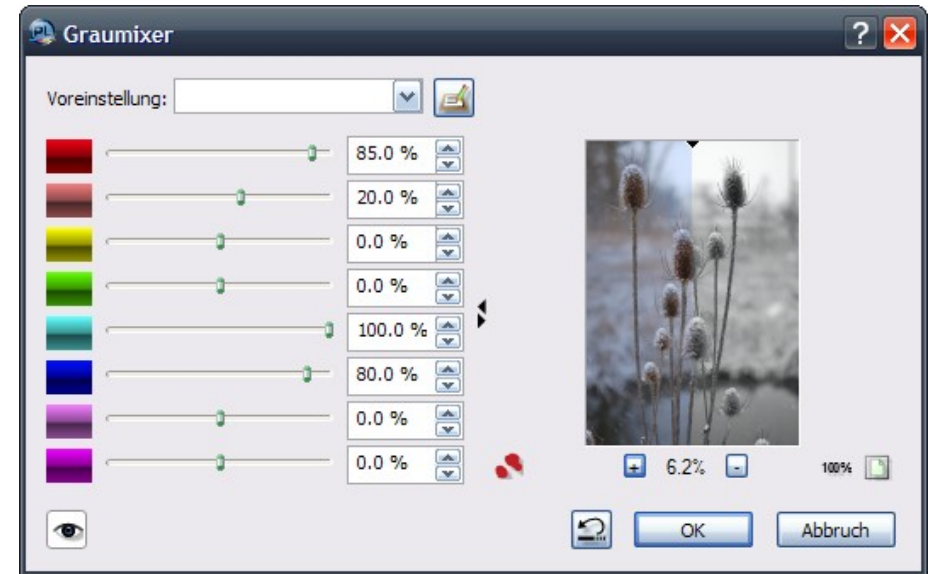 PL Graumixer ?
Voreinstellung:
85.0 %
20.0 %
0.0 %
0.0 %
100.0 %
80.0 %
0.0 %
0.0 %
+ 6.2% - 100%
OK Abbruch